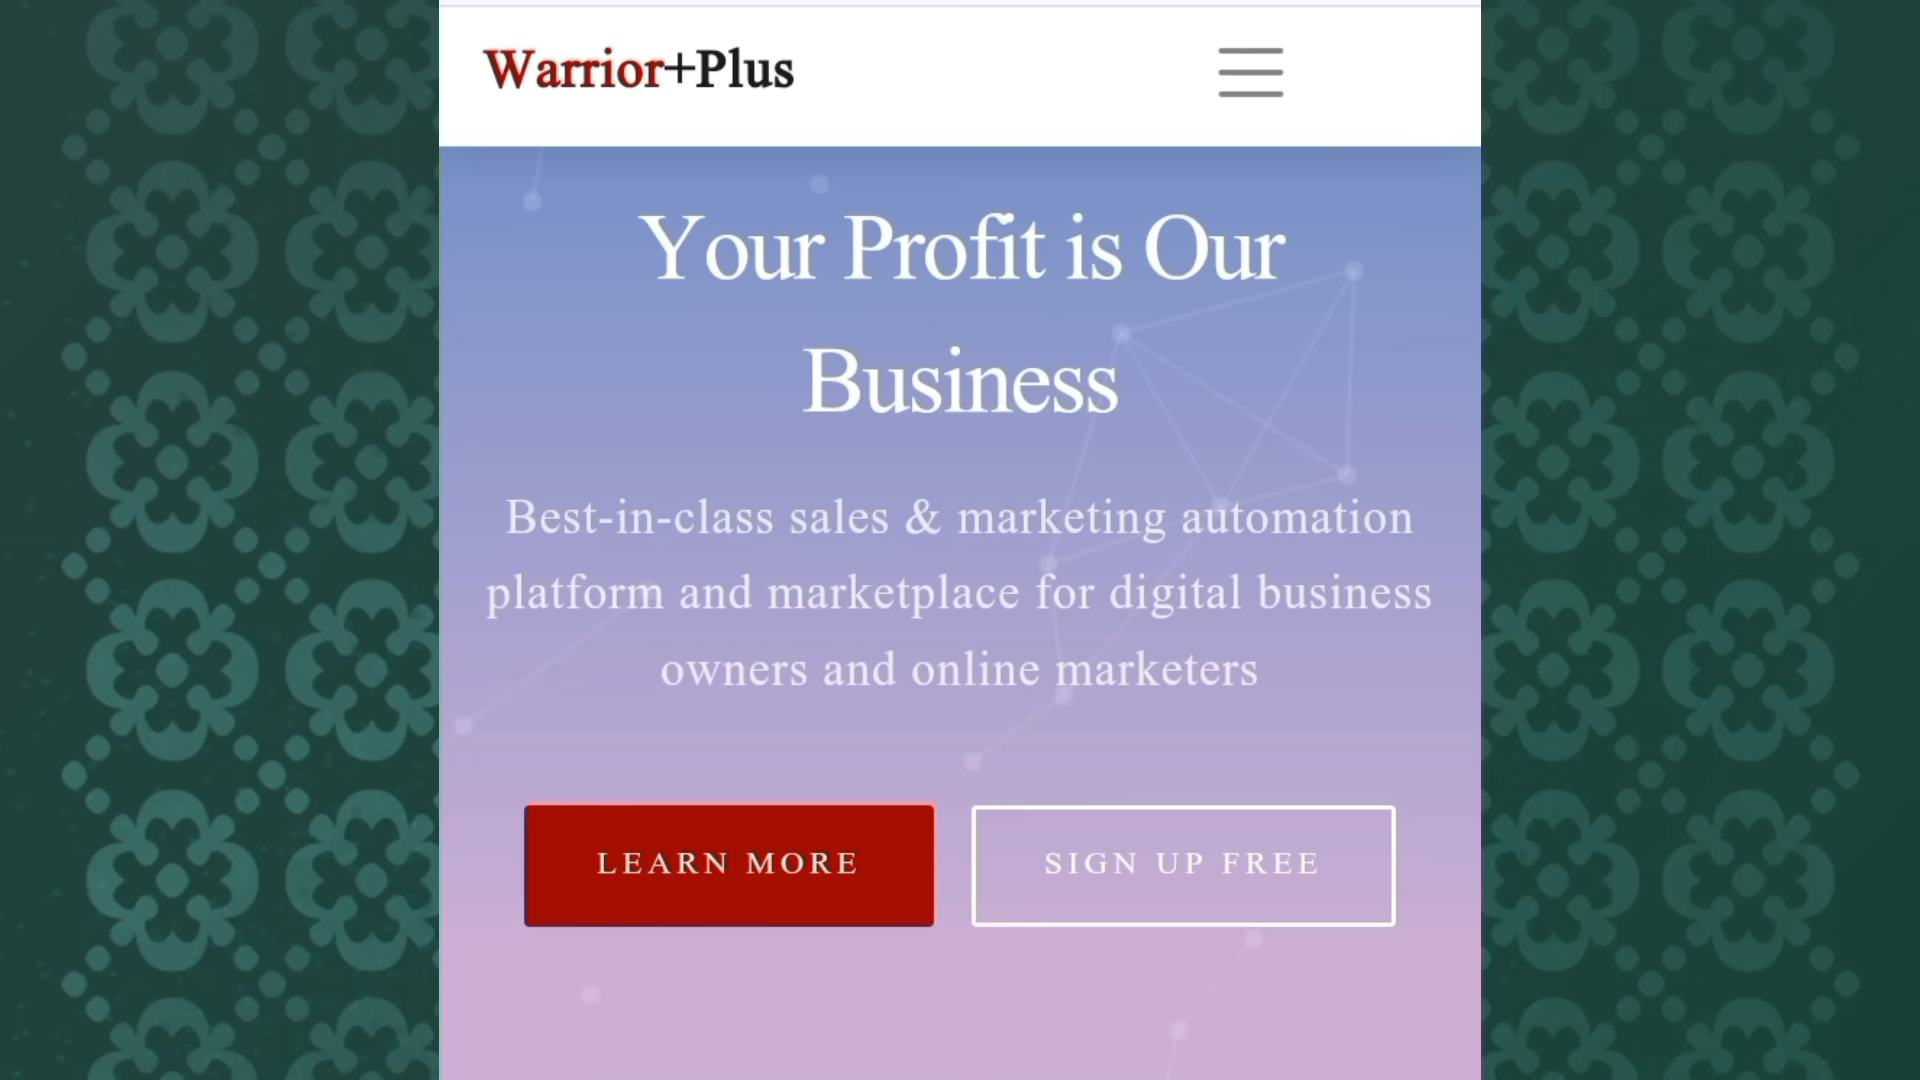 Warrior+Plus
Your Profit is Our
Business
Best-in-class sales & marketing automation
platform and marketplace for digital business
owners and online marketers
LEARN MORE
SIGN UP FREE